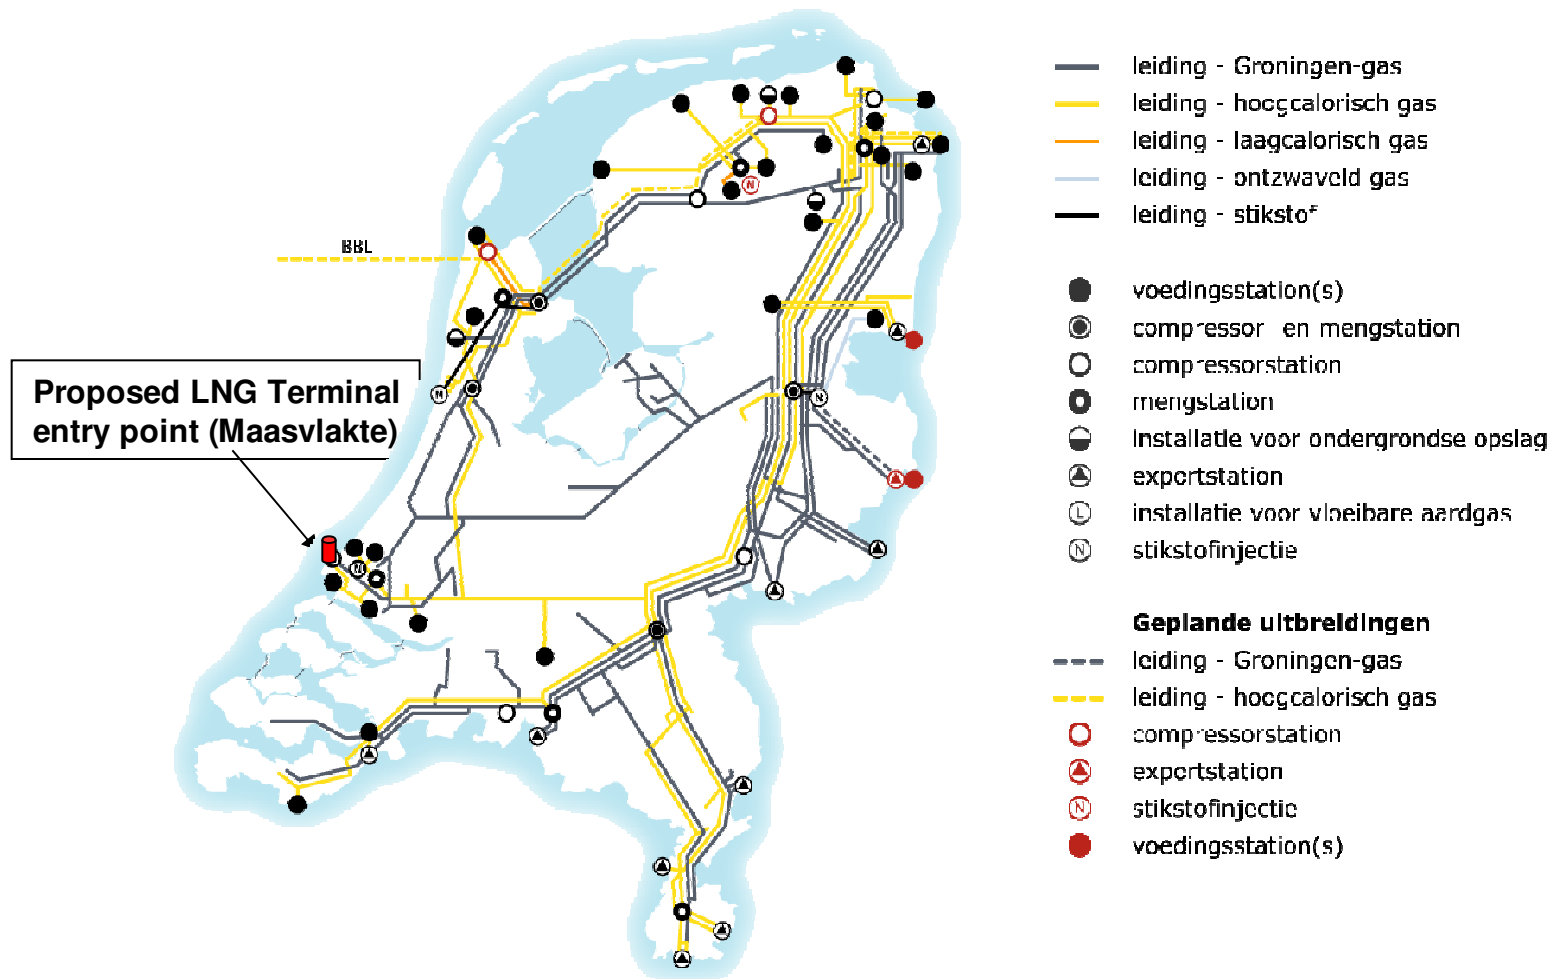 BBL
Proposed LNG Terminal
entry point (Maasvlakte)
N
N
N
N
leiding - Groningen-gas
leiding - hoogcalorisch gas
leiding - laagcalorisch gas
leiding - ontzwaveld gas
leiding - stikstof
voedingsstation(s)
compressor en mengstation
compressorstation
mengstation
Installatie voor ondergrondse opslag
exportstation
L installatie voor vloeibare aardgas
N stikstofinjectie
Geplande uitbreidingen
leiding - Groningen-gas
leiding - hoogcalorisch gas
compressorstation
exportstation
N stikstofinjectie
voedingsstation(s)